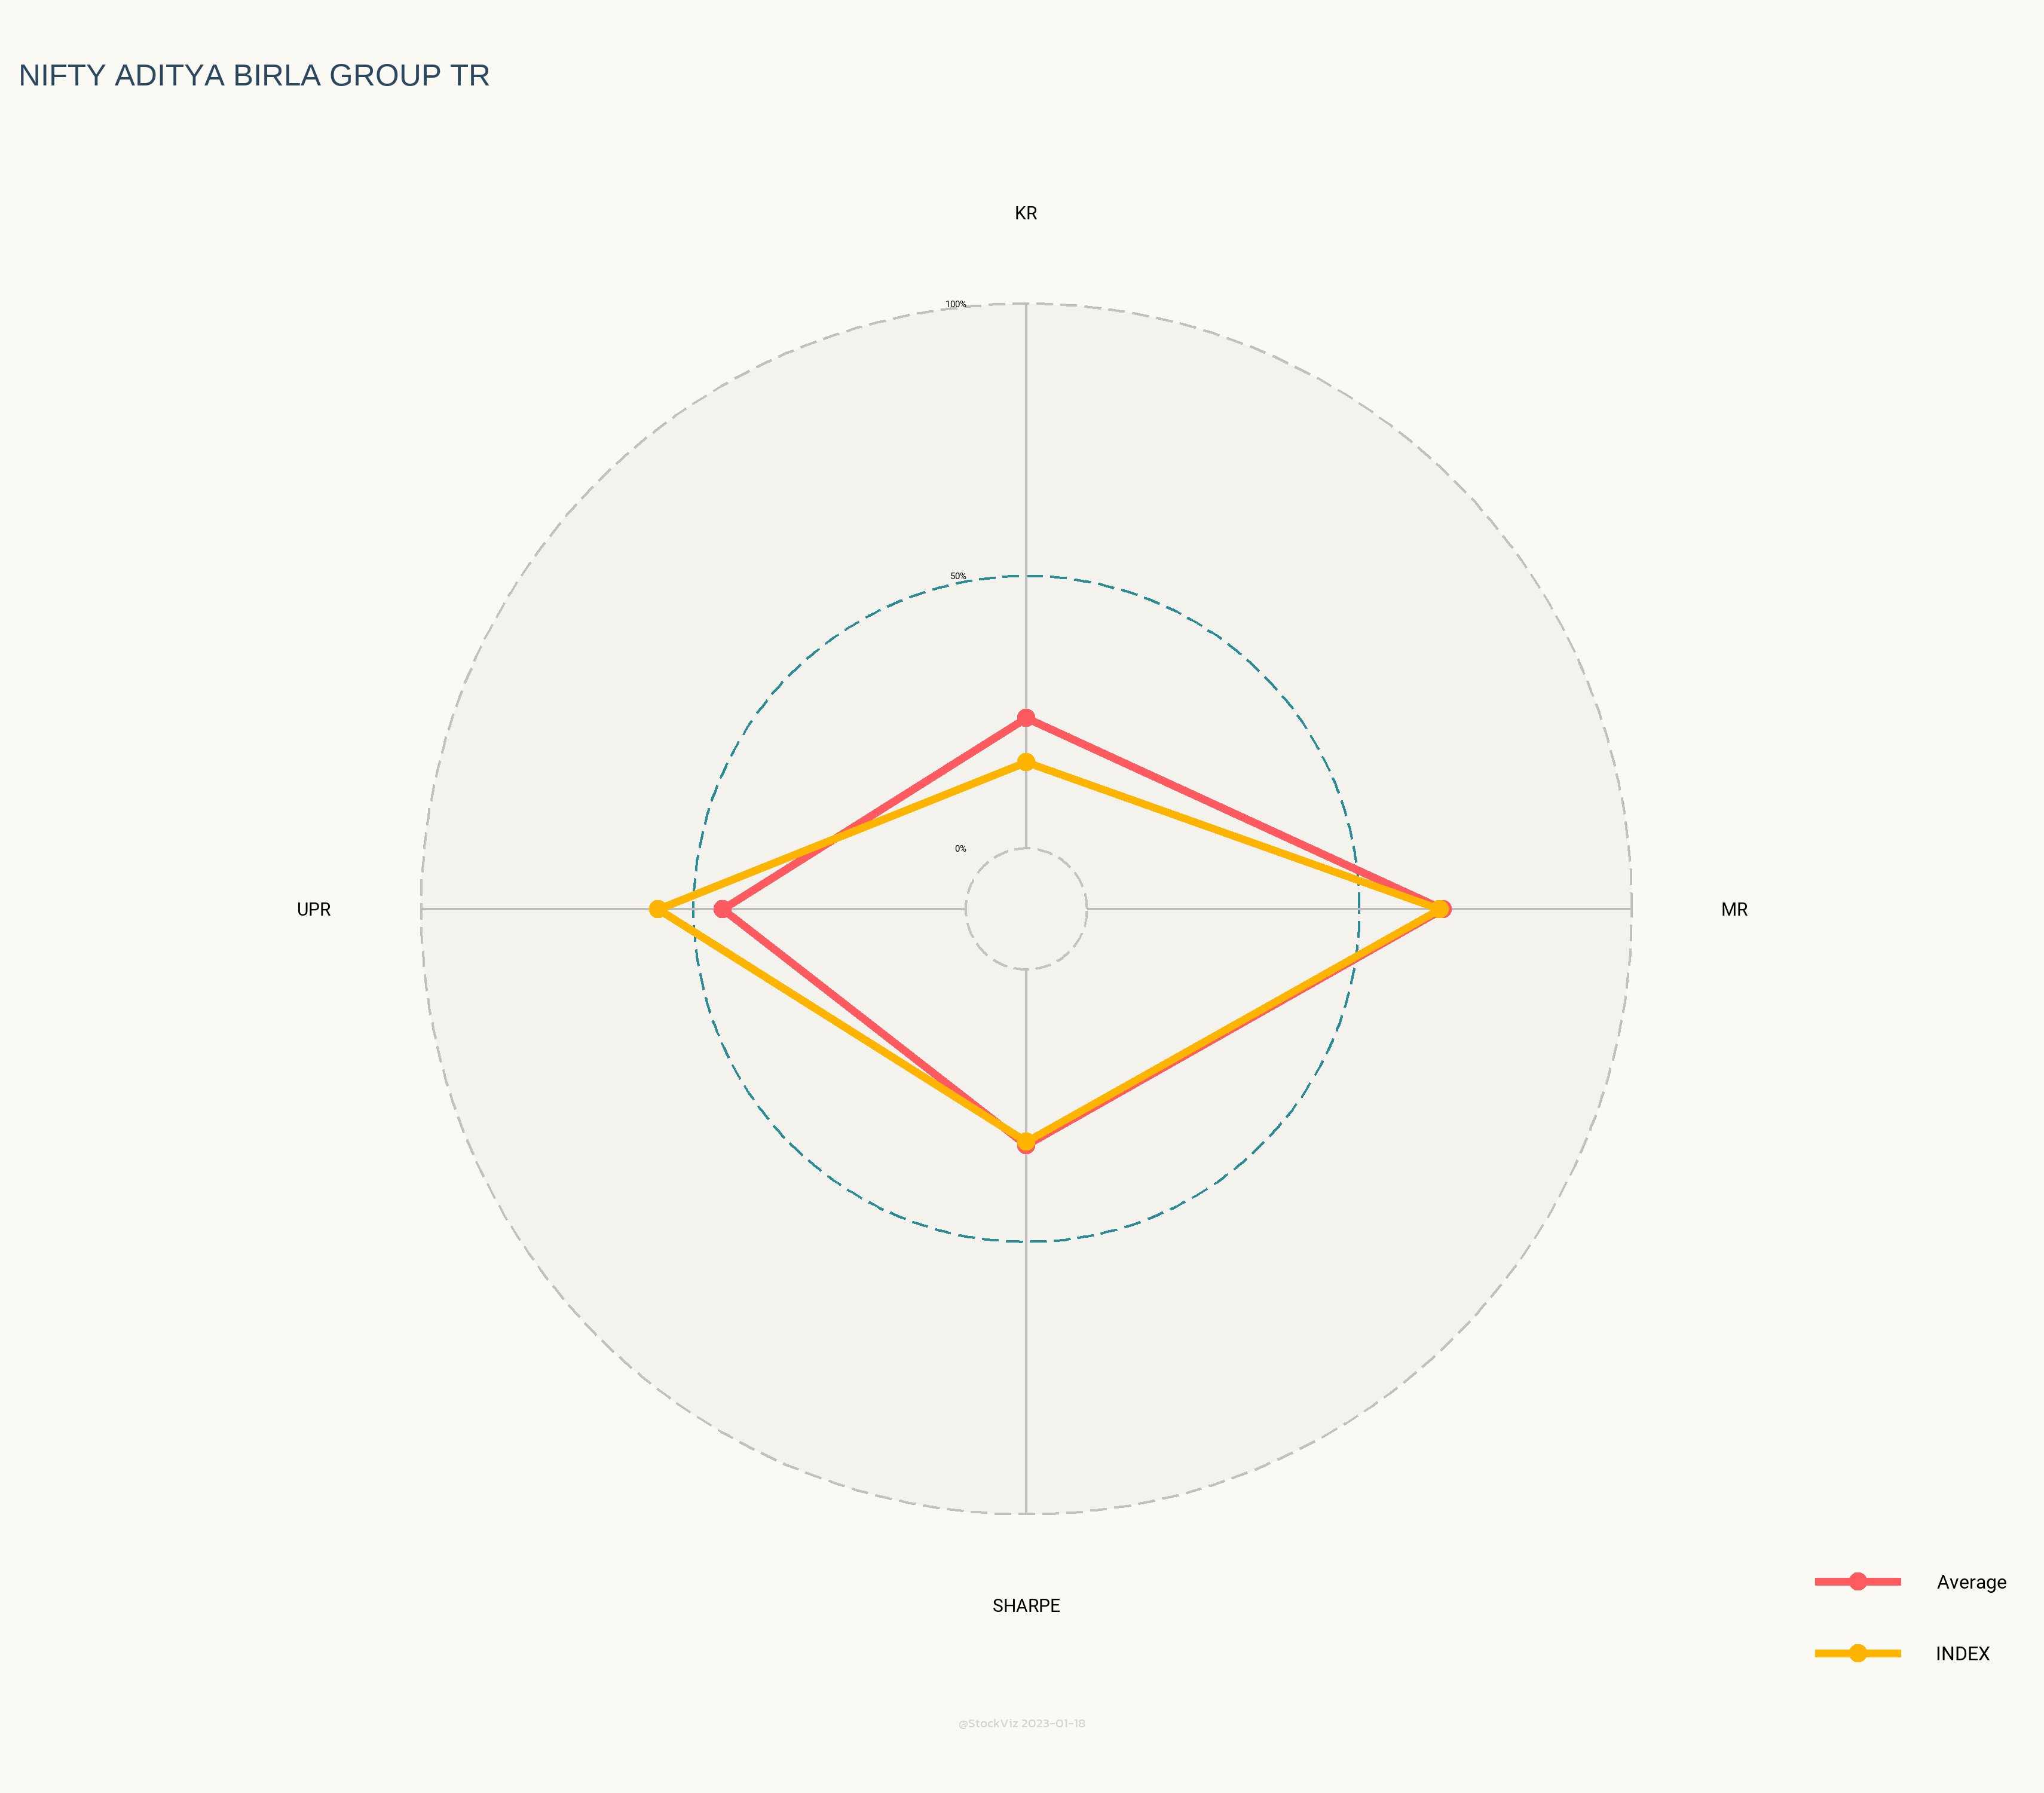 NIFTY ADITYA BIRLA GROUP TR
KR
100%
50%
0%
UPR
MR
SHARPE
Average
INDEX
@StockViz 2023-01-18